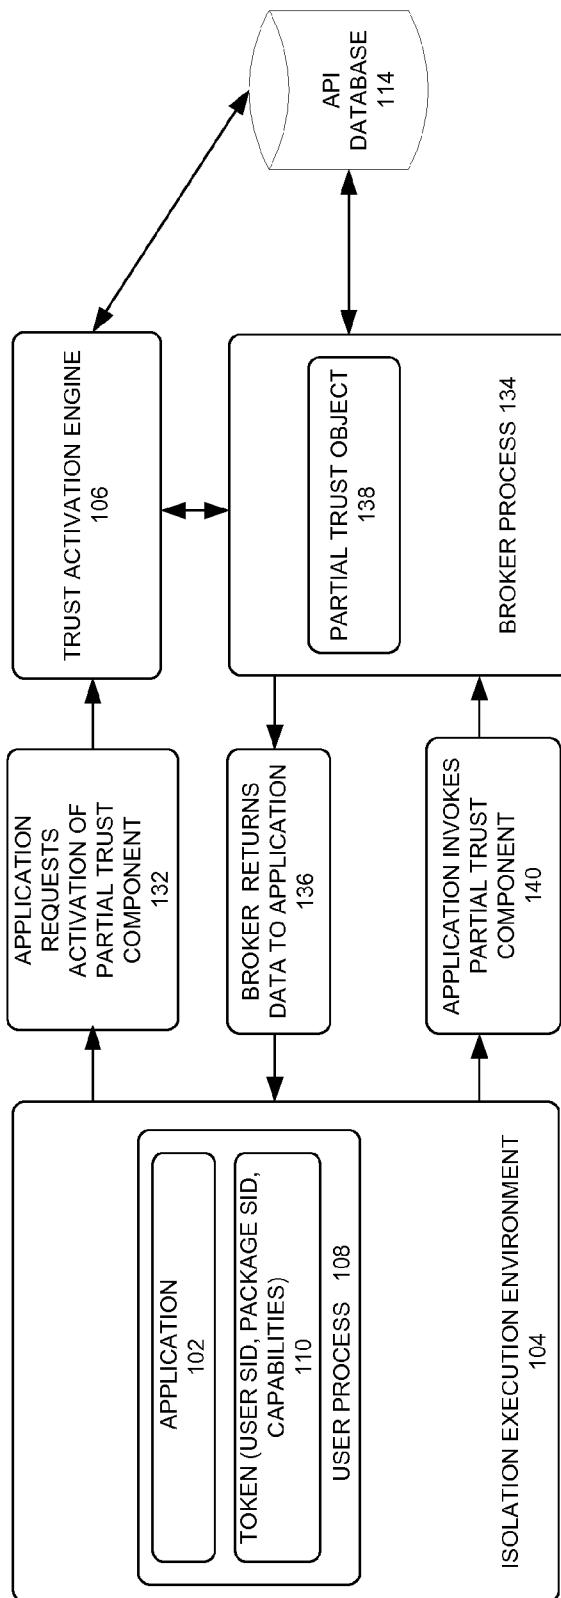 APPLICATION
102
TOKEN (USER SID, PACKAGE SID,
CAPABILITIES)
110
USER PROCESS 108
ISOLATION EXECUTION ENVIRONMENT
104
APPLICATION
REQUESTS
ACTIVATION OF
PARTIAL TRUST
COMPONENT
132
BROKER RETURNS
DATA TO APPLICATION
136
APPLICATION INVOKES
PARTIAL TRUST
COMPONENT
140
TRUST ACTIVATION ENGINE
106
PARTIAL TRUST OBJECT
138
BROKER PROCESS 134
API
DATABASE
114